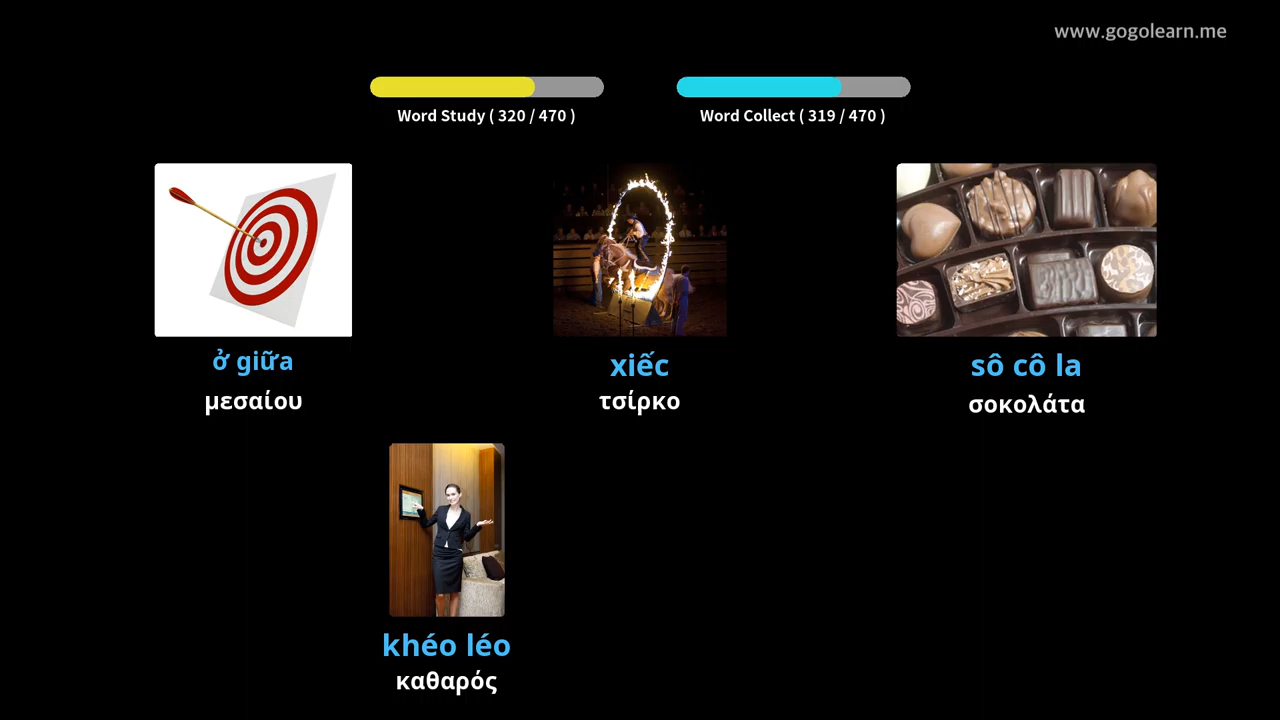 www.gogolearn.me
Word Study ( 320 / 470 )
Word Collect ( 319 / 470 )
ở giữa
μεσαίου
xiếc
τσίρκο
sô cô la
σοκολάτα
khéo léo
καθαρός